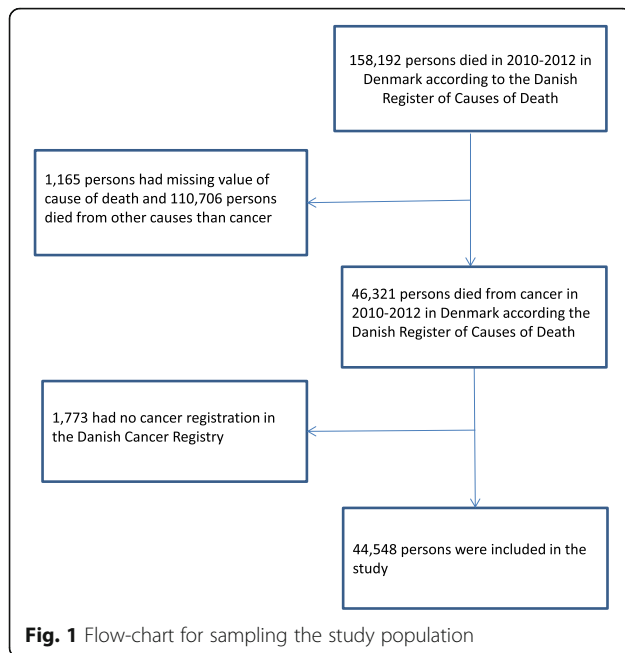 158,192 persons died in 2010-2012 in
Denmark according to the Danish
Register of Causes of Death
1,165 persons had missing value of
cause of death and 110,706 persons
died from other causes than cancer
46,321 persons died from cancer in
2010-2012 in Denmark according the
Danish Register of Causes of Death
1,773 had no cancer registration in
the Danish Cancer Registry
44,548 persons were included in the
study
Fig. 1 Flow-chart for sampling the study population